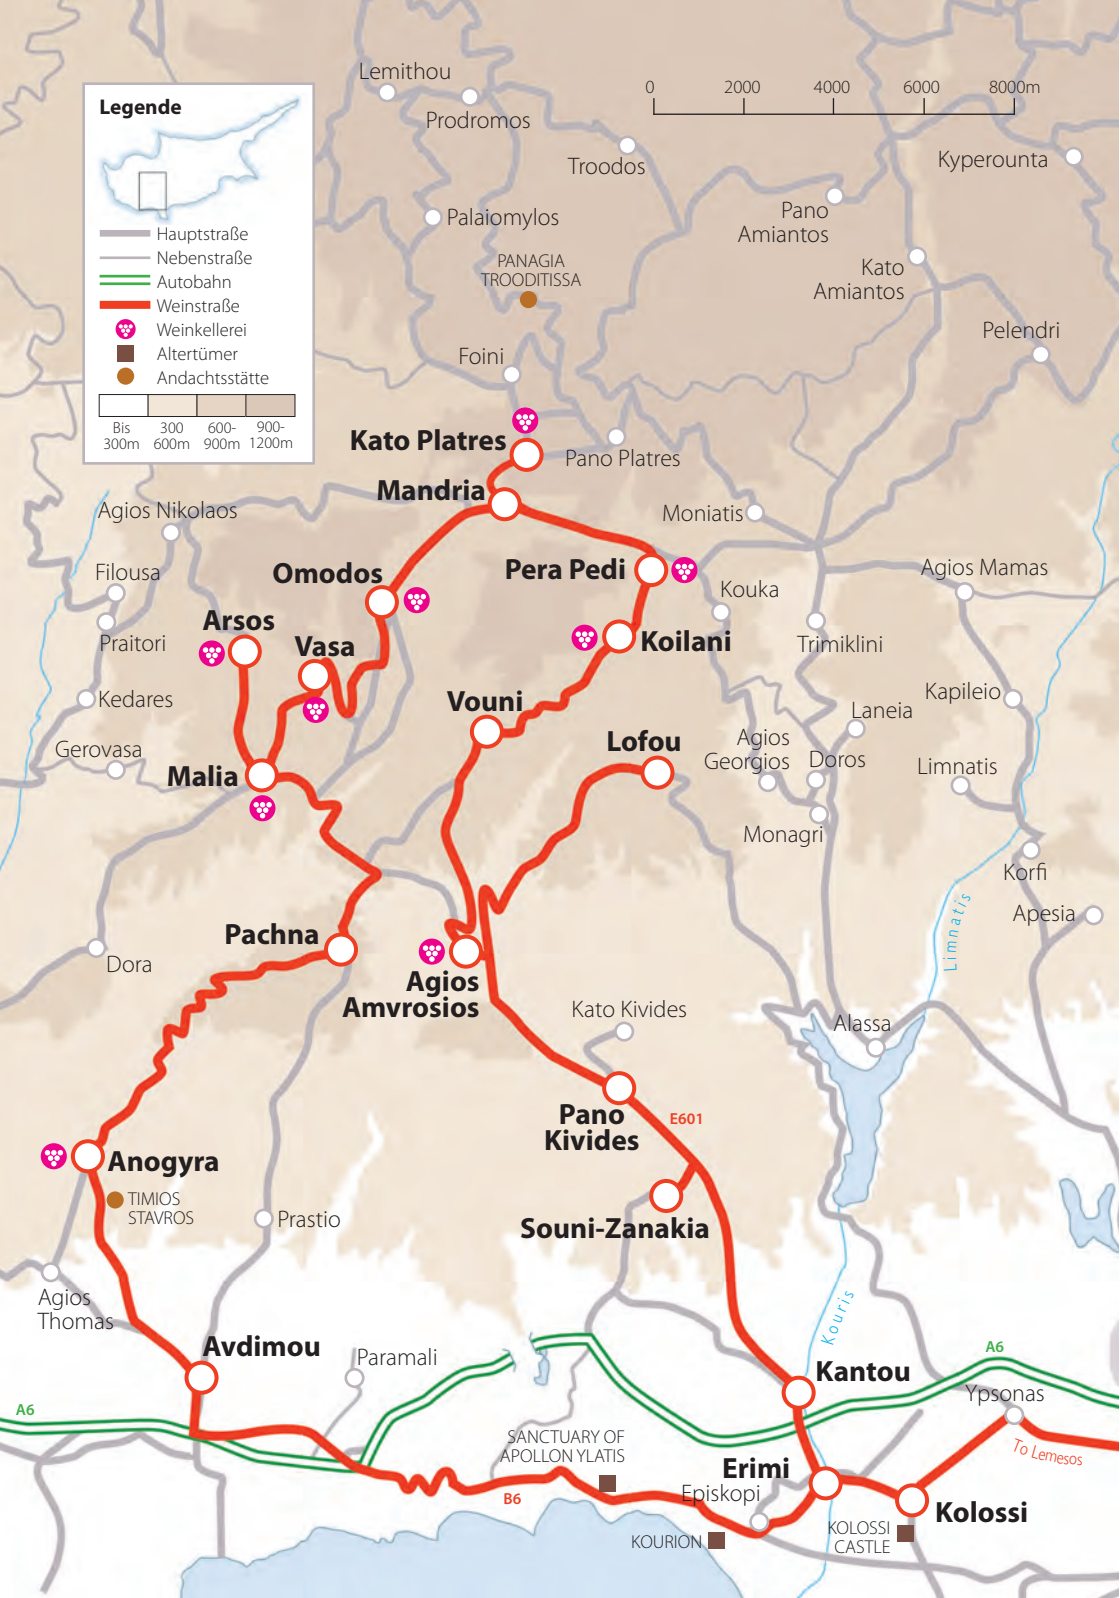 Lemithou
Prodromos
Troodos
0
2000
4000
6000
8000m
Kyperounta
Legende
Hauptstraße
Nebenstraße
Autobahn
Weinstraße
Weinkellerei
Altertümer
Andachtsstätte
Bis
300m
300
600m
600-
900m
900-
1200m
Palaiomylos
Pano
Amiantos
PANAGIA
TROODITISSA
Kato
Amiantos
Pelendri
Foini
Kato Platres
Pano Platres
Mandria
Agios Nikolaos
Moniatis
Filousa
Omodos
Pera Pedi
Agios Mamas
Kouka
Arsos
Praitori
Vasa
Koilani
Trimiklini
Kedares
Vouni
Kapileio
Laneia
Gerovasa
Lofou
Agios
Georgios
Doros
Limnatis
Malia
Monagri
Korfi
Apesia
Limnatis
Pachna
Dora
Agios
Amvrosios
Kato Kivides
Alassa
Pano
Kivides
E601
Anogyra
TIMIOS
STAVROS
Prastio
Souni-Zanakia
Agios
Thomas
Kouris
Avdimou
Paramali
Kantou
A6
A6
Ypsonas
SANCTUARY OF
APOLLON YLATIS
To Lemesos
Erimi
Episkopi
B6
Kolossi
KOURION
KOLOSSI
CASTLE